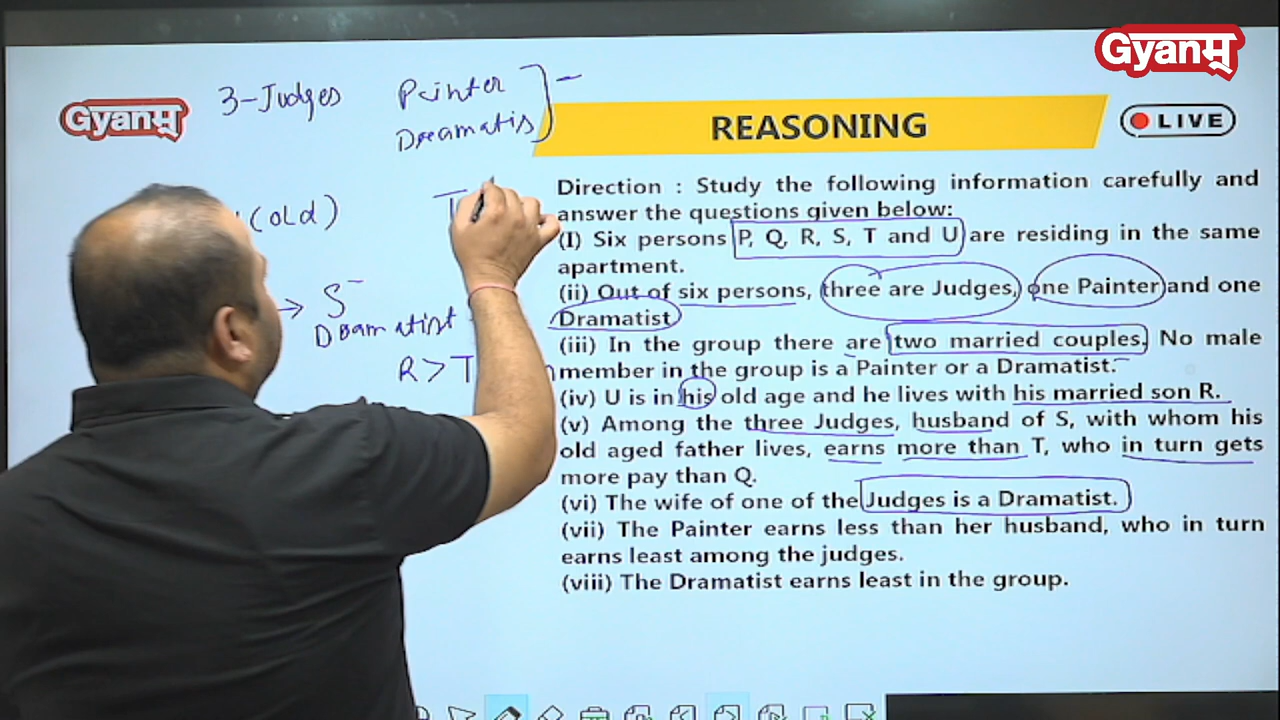 Gyanम्
3-Judges Painter
Dreamatis
Gyanम्
REASONING
LIVE
(OLd)
T
→ S⁻
Deamatist
R > T
Direction : Study the following information carefully and
answer the questions given below:
(I) Six persons P, Q, R, S, T and U are residing in the same
apartment.
(ii) Out of six persons, three are Judges, one Painter and one
Dramatist
(iii) In the group there are two married couples. No male
member in the group is a Painter or a Dramatist.
(iv) U is in his old age and he lives with his married son R.
(v) Among the three Judges, husband of S, with whom his
old aged father lives, earns more than T, who in turn gets
more pay than Q.
(vi) The wife of one of the Judges is a Dramatist.
(vii) The Painter earns less than her husband, who in turn
earns least among the judges.
(viii) The Dramatist earns least in the group.